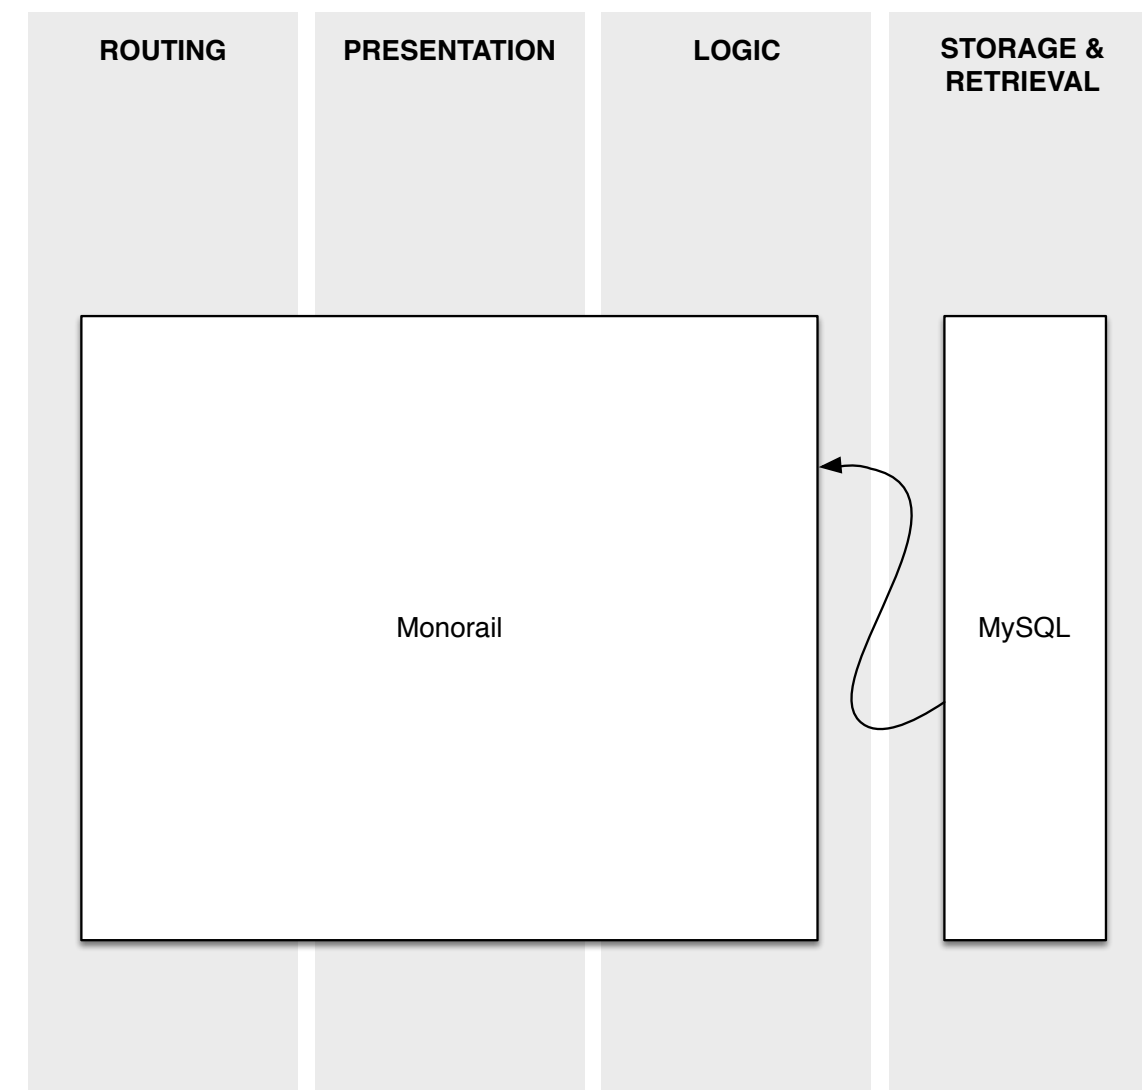 ROUTING
PRESENTATION
LOGIC
STORAGE &
RETRIEVAL
Monorail
MySQL